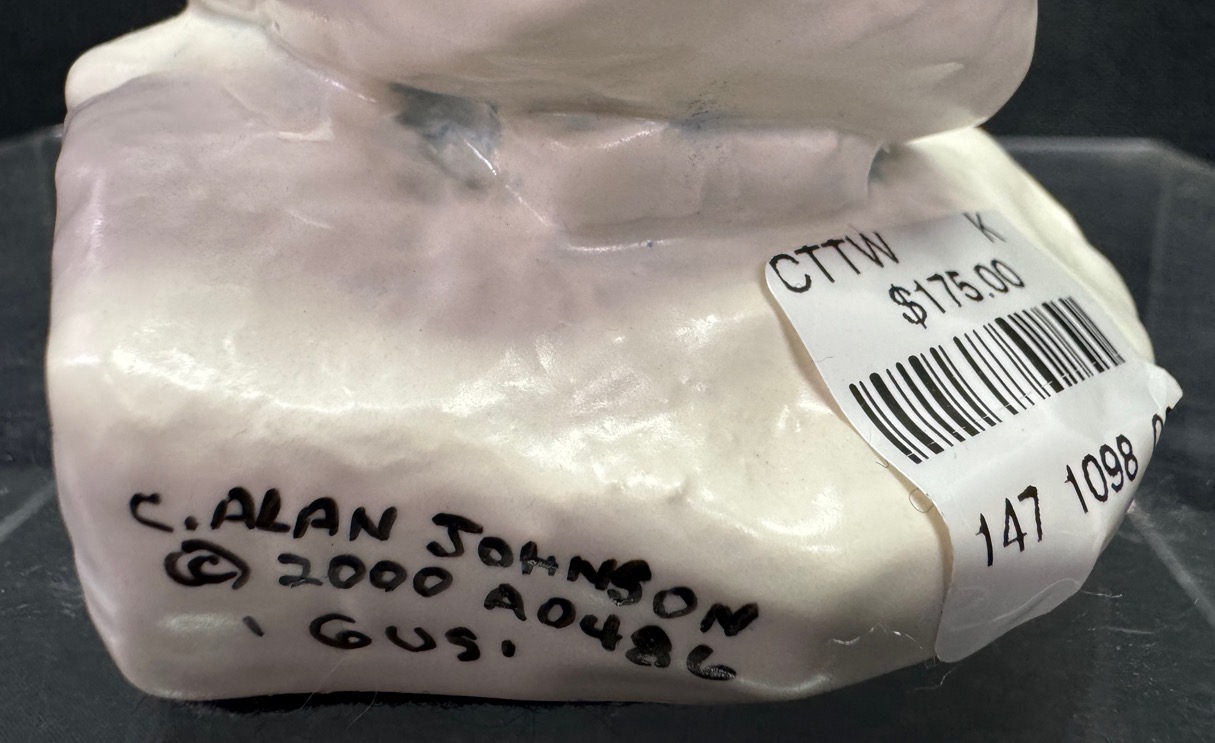 CTTW K
$175.00
147 1098
C. ALAN JOHNSON
© 2000 A0486
'GUS'